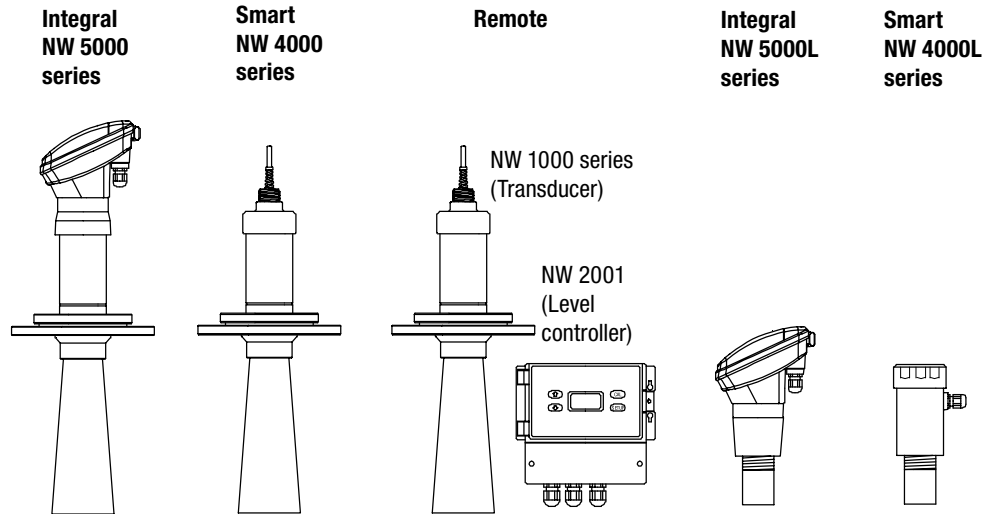 Integral
NW 5000
series
Smart
NW 4000
series
Remote
Integral
NW 5000L
series
Smart
NW 4000L
series
NW 1000 series
(Transducer)
NW 2001
(Level
controller)